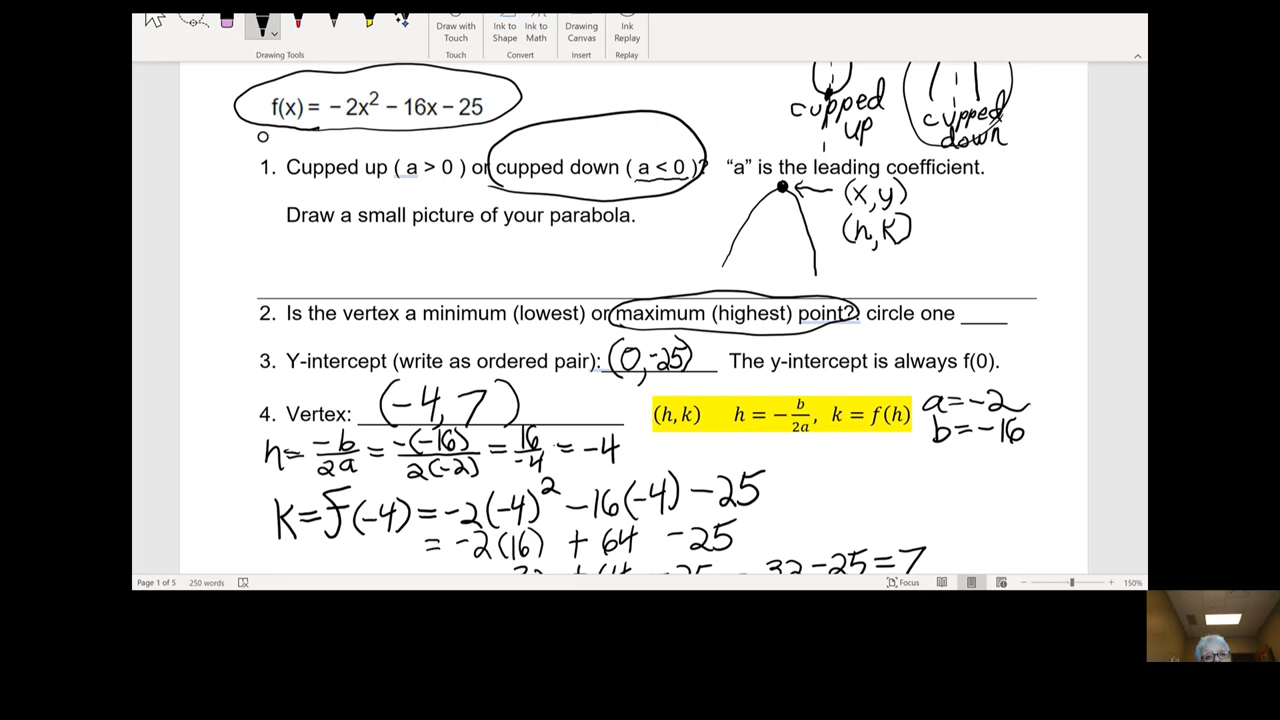 Draw with Touch
Ink to Shape
Ink to Math
Drawing Canvas
Ink Replay
Drawing Tools
Touch
Convert
Insert
Replay
f(x) = − 2x² − 16x − 25
cupped up
cupped down
1. Cupped up ( a > 0 ) or cupped down ( a < 0 )? “a” is the leading coefficient.
(x,y)
Draw a small picture of your parabola.
(h,k)
2. Is the vertex a minimum (lowest) or maximum (highest) point?. circle one ____
3. Y-intercept (write as ordered pair): (0,-25) The y-intercept is always f(0).
4. Vertex: (-4,7) (h, k) h = − b/2a, k = f(h) a=-2
b=-16
h= -b/2a = -(-16)/2(-2) = 16/-4 = -4
k=f(-4) = -2(-4)² -16(-4) -25
= -2(16) + 64 -25
32-25=7
Page 1 of 5 250 words Focus 150%